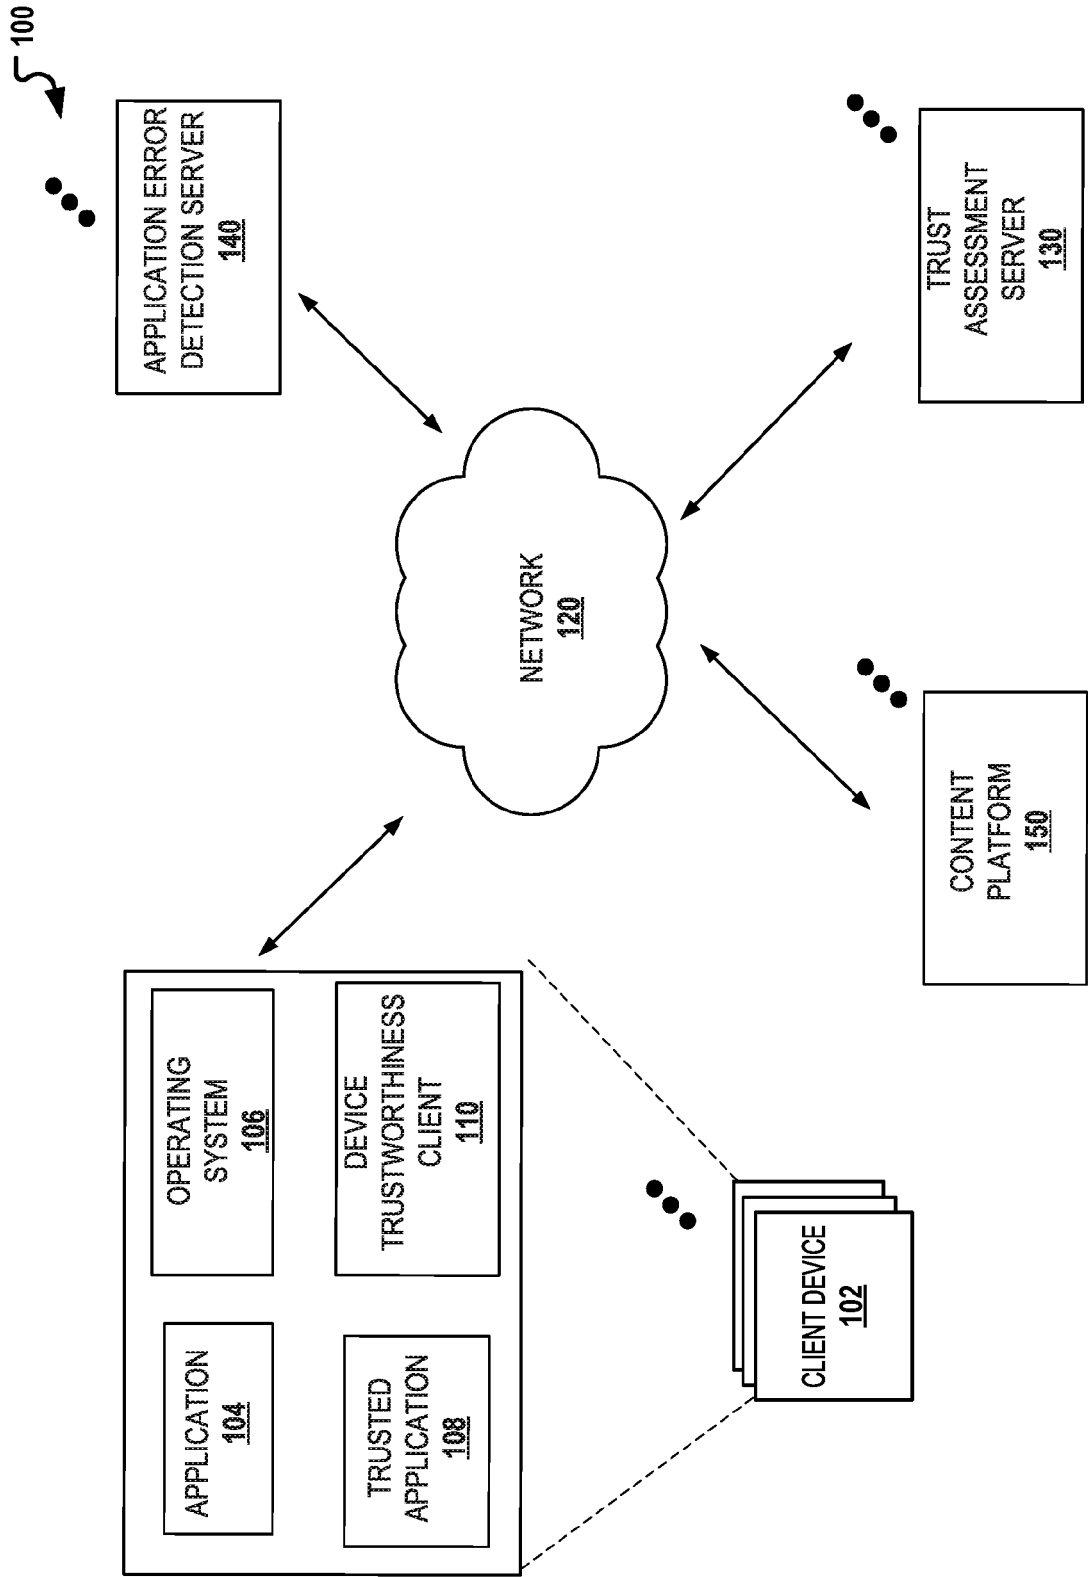 100
APPLICATION
104
OPERATING
SYSTEM
106
TRUSTED
APPLICATION
108
DEVICE
TRUSTWORTHINESS
CLIENT
110
APPLICATION ERROR
DETECTION SERVER
140
NETWORK
120
CLIENT DEVICE
102
CONTENT
PLATFORM
150
TRUST
ASSESSMENT
SERVER
130